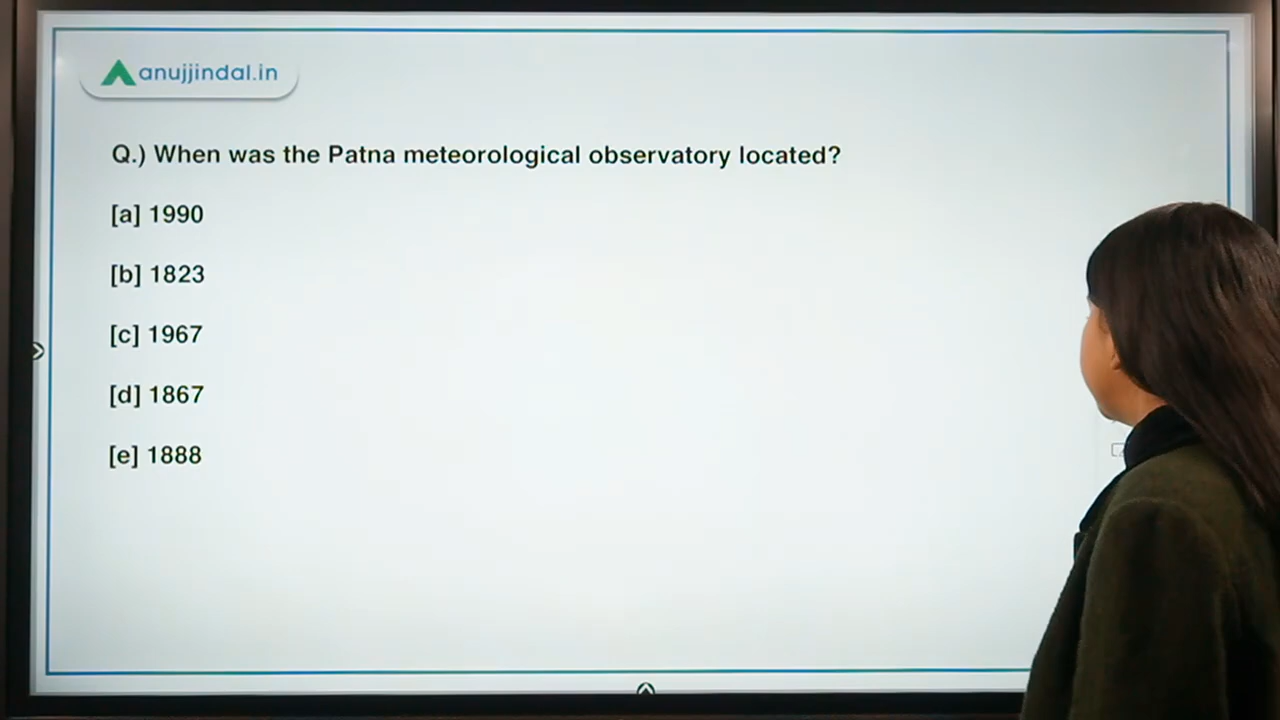 anujjindal.in
Q.) When was the Patna meteorological observatory located?
[a] 1990
[b] 1823
[c] 1967
[d] 1867
[e] 1888